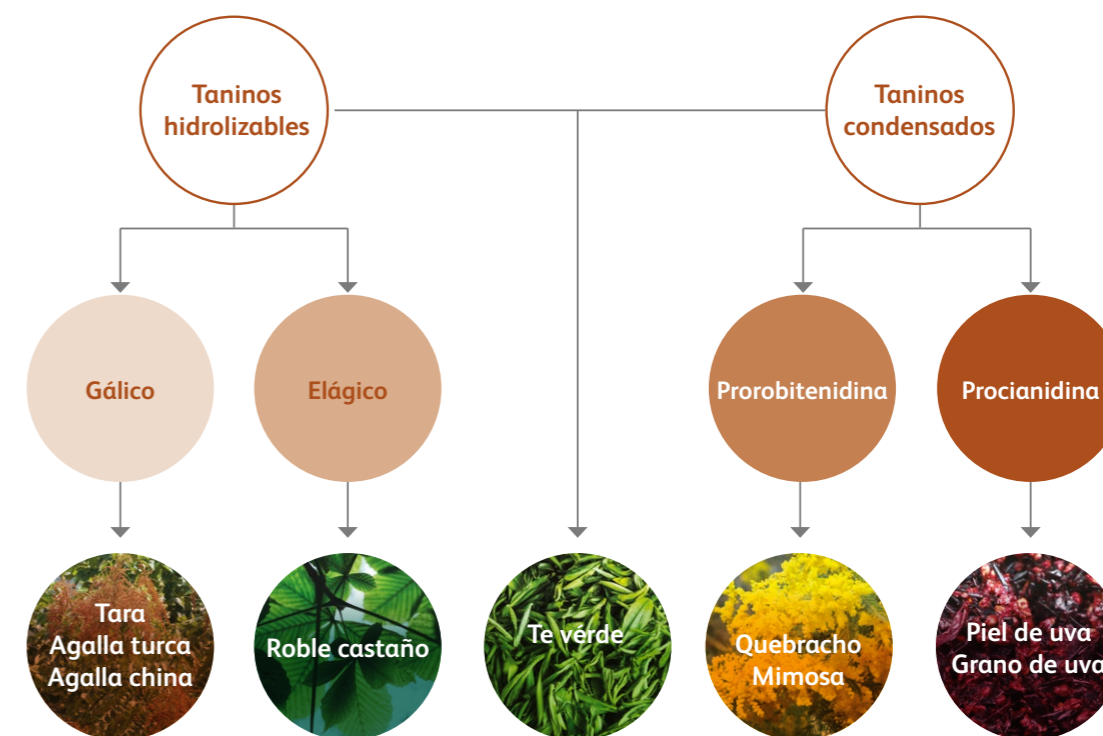 Taninos
hidrolizables
Taninos
condensados
Gálico
Elágico
Prorobitenidina
Procianidina
Tara
Agalla turca
Agalla china
Roble castaño
Te vérde
Quebracho
Mimosa
Piel de uva
Grano de uva